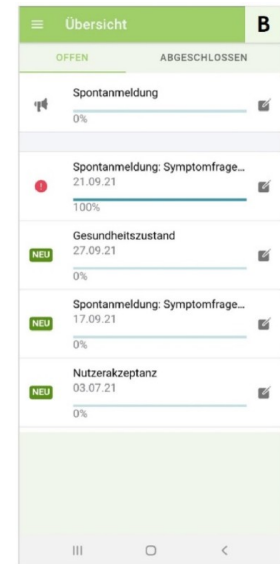 Übersicht
B
OFFEN ABGESCHLOSSEN
Spontanmeldung
0%
Spontanmeldung: Symptomfrage...
21.09.21
100%
Gesundheitszustand
NEU
27.09.21
0%
Spontanmeldung: Symptomfrage...
NEU
17.09.21
0%
Nutzerakzeptanz
NEU
03.07.21
0%